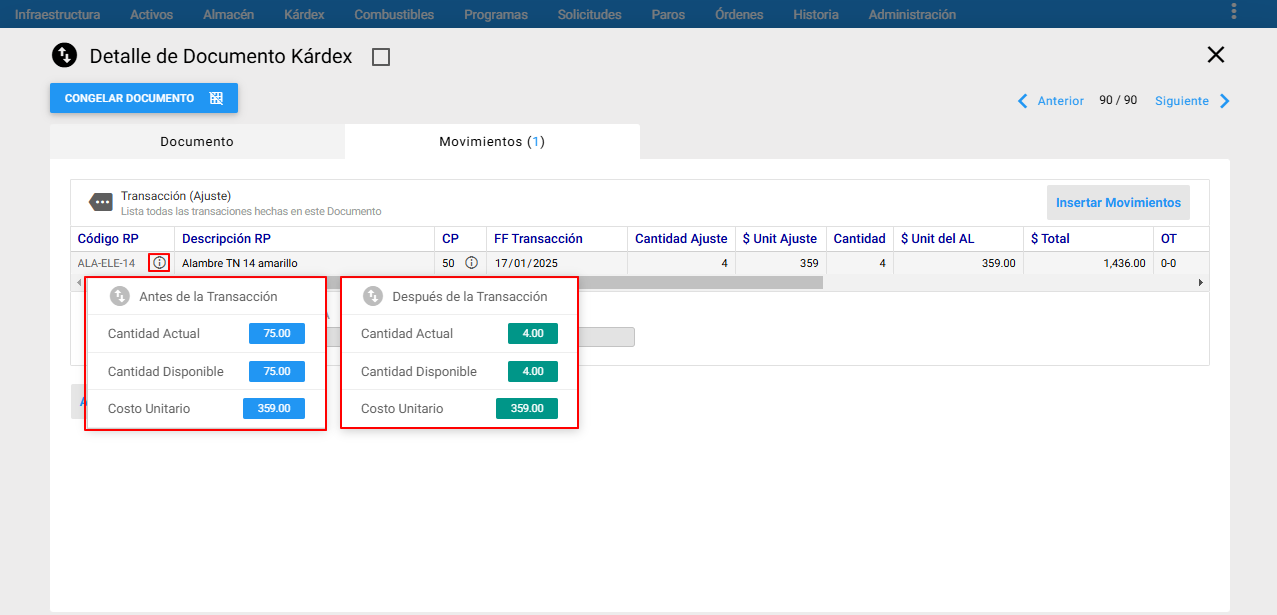 Infraestructura Activos Almacén Kárdex Combustibles Programas Solicitudes Paros Órdenes Historia Administración
Detalle de Documento Kárdex
CONGELAR DOCUMENTO
Anterior 90 / 90 Siguiente
Documento Movimientos (1)
Transacción (Ajuste)
Lista todas las transaciones hechas en este Documento
Insertar Movimientos
Código RP Descripción RP CP FF Transacción Cantidad Ajuste $ Unit Ajuste Cantidad $ Unit del AL $ Total OT
ALA-ELE-14 Alambre TN 14 amarillo 50 17/01/2025 4 359 4 359.00 1,436.00 0-0
Antes de la Transacción
Cantidad Actual 75.00
Cantidad Disponible 75.00
Costo Unitario 359.00
Después de la Transacción
Cantidad Actual 4.00
Cantidad Disponible 4.00
Costo Unitario 359.00